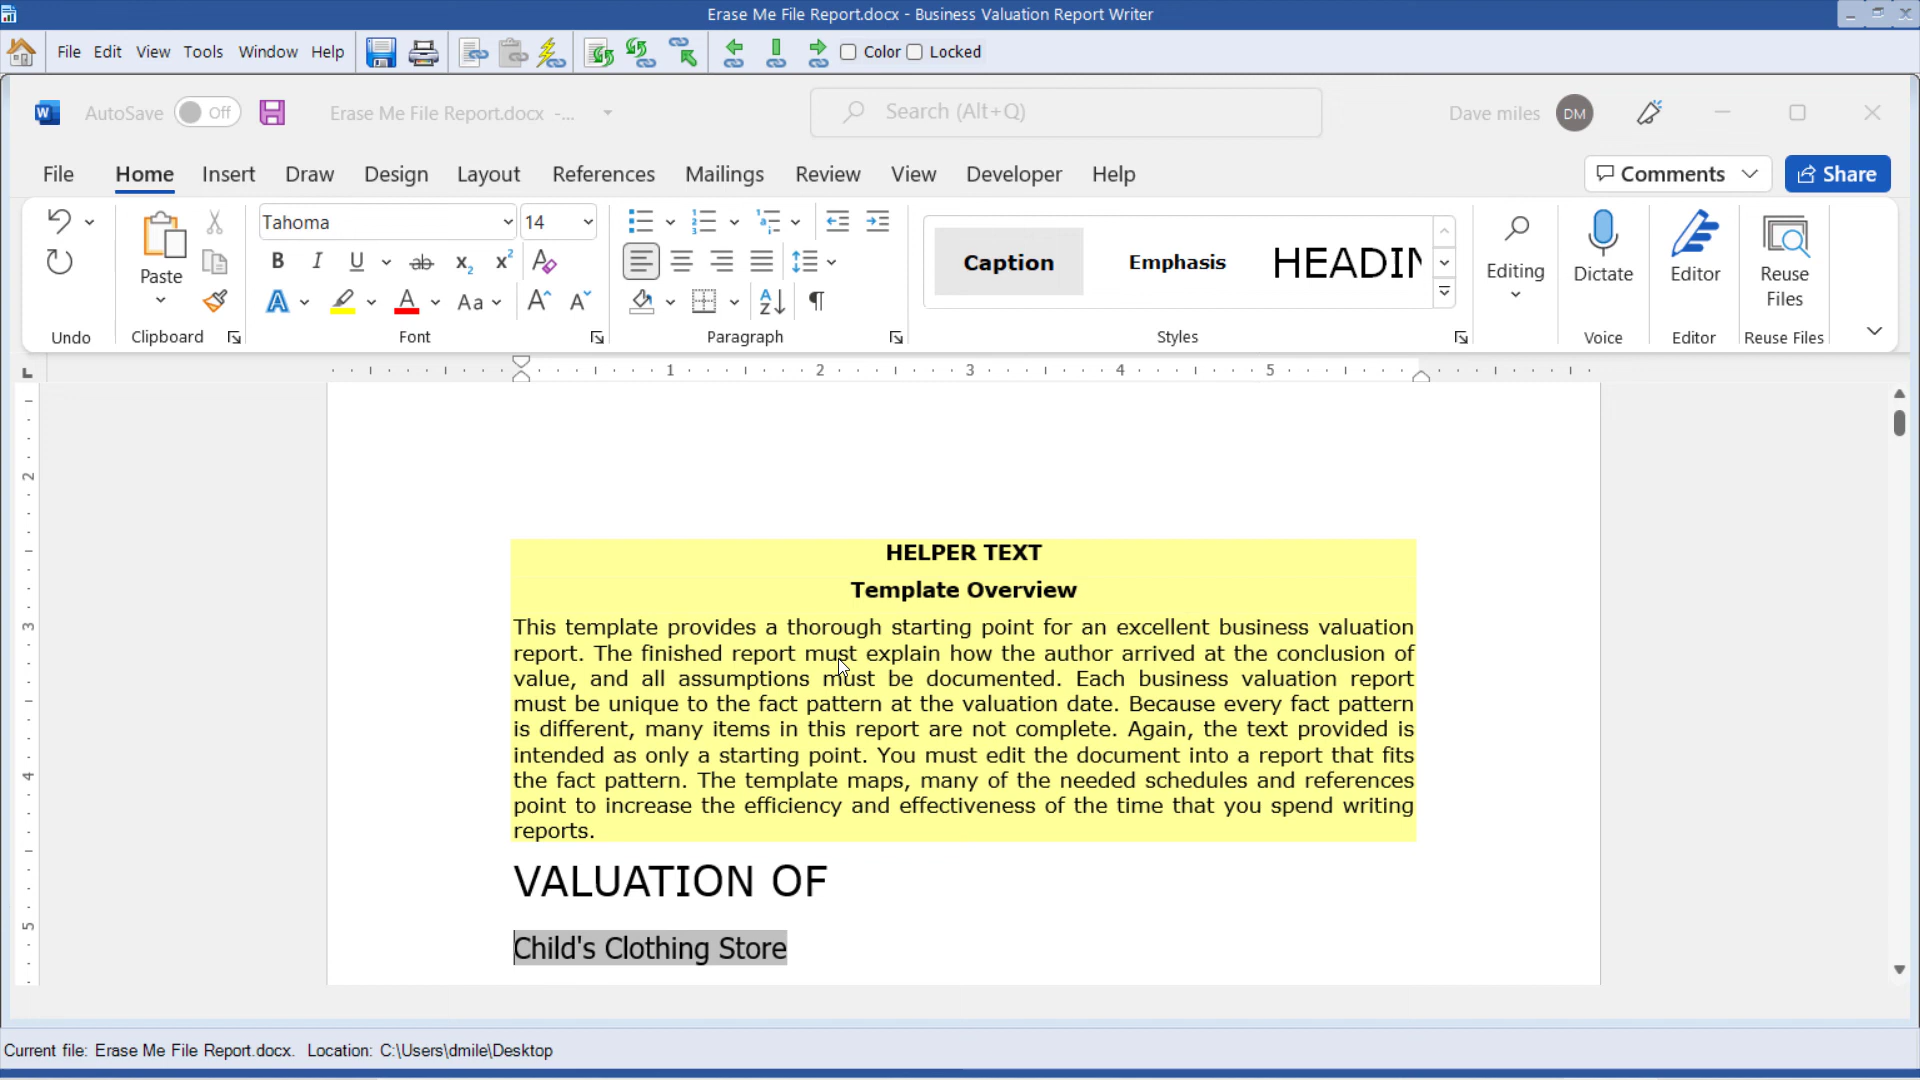 Erase Me File Report.docx - Business Valuation Report Writer
File Edit View Tools Window Help Color Locked
AutoSave Off Erase Me File Report.docx -... Search (Alt+Q) Dave miles DM
File Home Insert Draw Design Layout References Mailings Review View Developer Help Comments Share
Tahoma 14
Paste
Caption Emphasis HEADIN
Editing Dictate Editor Reuse
Files
Undo Clipboard Font Paragraph Styles Voice Editor Reuse Files
1 2 3 4 5
2
3
4
5
HELPER TEXT
Template Overview
This template provides a thorough starting point for an excellent business valuation
report. The finished report must explain how the author arrived at the conclusion of
value, and all assumptions must be documented. Each business valuation report
must be unique to the fact pattern at the valuation date. Because every fact pattern
is different, many items in this report are not complete. Again, the text provided is
intended as only a starting point. You must edit the document into a report that fits
the fact pattern. The template maps, many of the needed schedules and references
point to increase the efficiency and effectiveness of the time that you spend writing
reports.
VALUATION OF
Child's Clothing Store
Current file: Erase Me File Report.docx. Location: C:\Users\dmile\Desktop